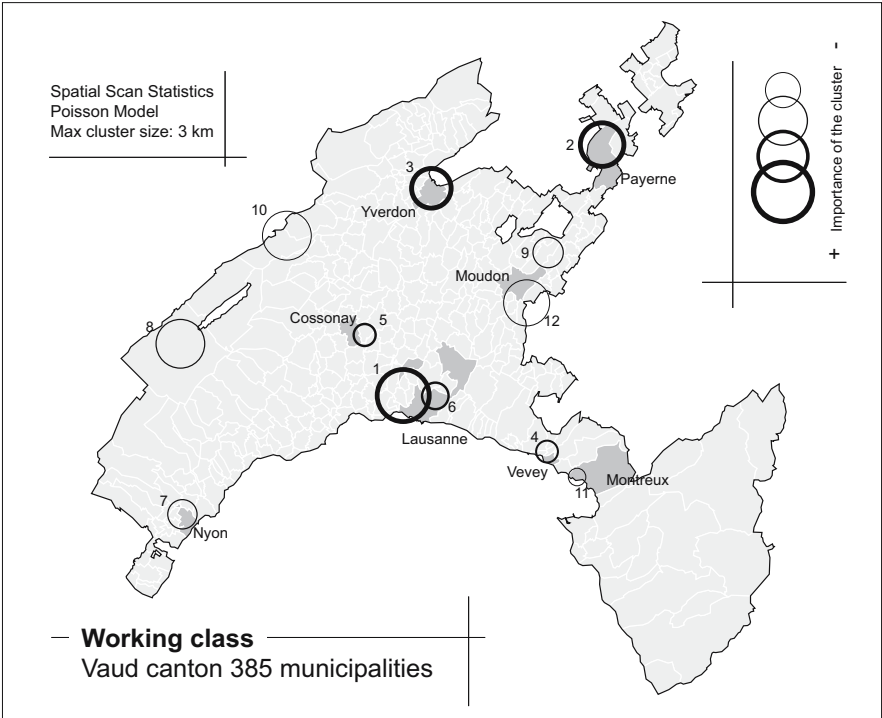 Spatial Scan Statistics
Poisson Model
Max cluster size: 3 km
+ Importance of the cluster -
2
Payerne
3
Yverdon
10
9
Moudon
12
Cossonay
5
8
1
6
Lausanne
4
Vevey
11
Montreux
7
Nyon
Working class
Vaud canton 385 municipalities